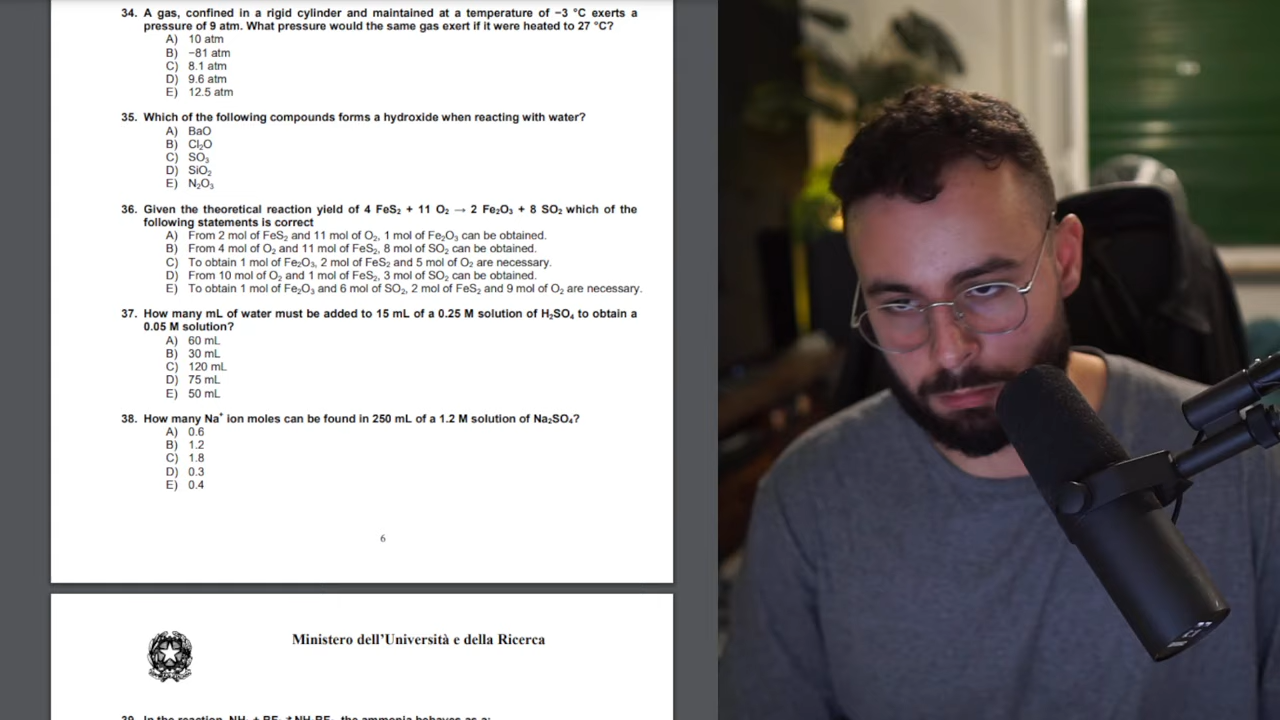 34. A gas, confined in a rigid cylinder and maintained at a temperature of −3 °C exerts a
pressure of 9 atm. What pressure would the same gas exert if it were heated to 27 °C?
A) 10 atm
B) −81 atm
C) 8.1 atm
D) 9.6 atm
E) 12.5 atm
35. Which of the following compounds forms a hydroxide when reacting with water?
A) BaO
B) Cl₂O
C) SO₃
D) SiO₂
E) N₂O₃
36. Given the theoretical reaction yield of 4 FeS₂ + 11 O₂ → 2 Fe₂O₃ + 8 SO₂ which of the
following statements is correct
A) From 2 mol of FeS₂ and 11 mol of O₂, 1 mol of Fe₂O₃ can be obtained.
B) From 4 mol of O₂ and 11 mol of FeS₂, 8 mol of SO₂ can be obtained.
C) To obtain 1 mol of Fe₂O₃, 2 mol of FeS₂ and 5 mol of O₂ are necessary.
D) From 10 mol of O₂ and 1 mol of FeS₂, 3 mol of SO₂ can be obtained.
E) To obtain 1 mol of Fe₂O₃ and 6 mol of SO₂, 2 mol of FeS₂ and 9 mol of O₂ are necessary.
37. How many mL of water must be added to 15 mL of a 0.25 M solution of H₂SO₄ to obtain a
0.05 M solution?
A) 60 mL
B) 30 mL
C) 120 mL
D) 75 mL
E) 50 mL
38. How many Na⁺ ion moles can be found in 250 mL of a 1.2 M solution of Na₂SO₄?
A) 0.6
B) 1.2
C) 1.8
D) 0.3
E) 0.4
6
Ministero dell'Università e della Ricerca
39. In the reaction, the ammonia behaves as a: